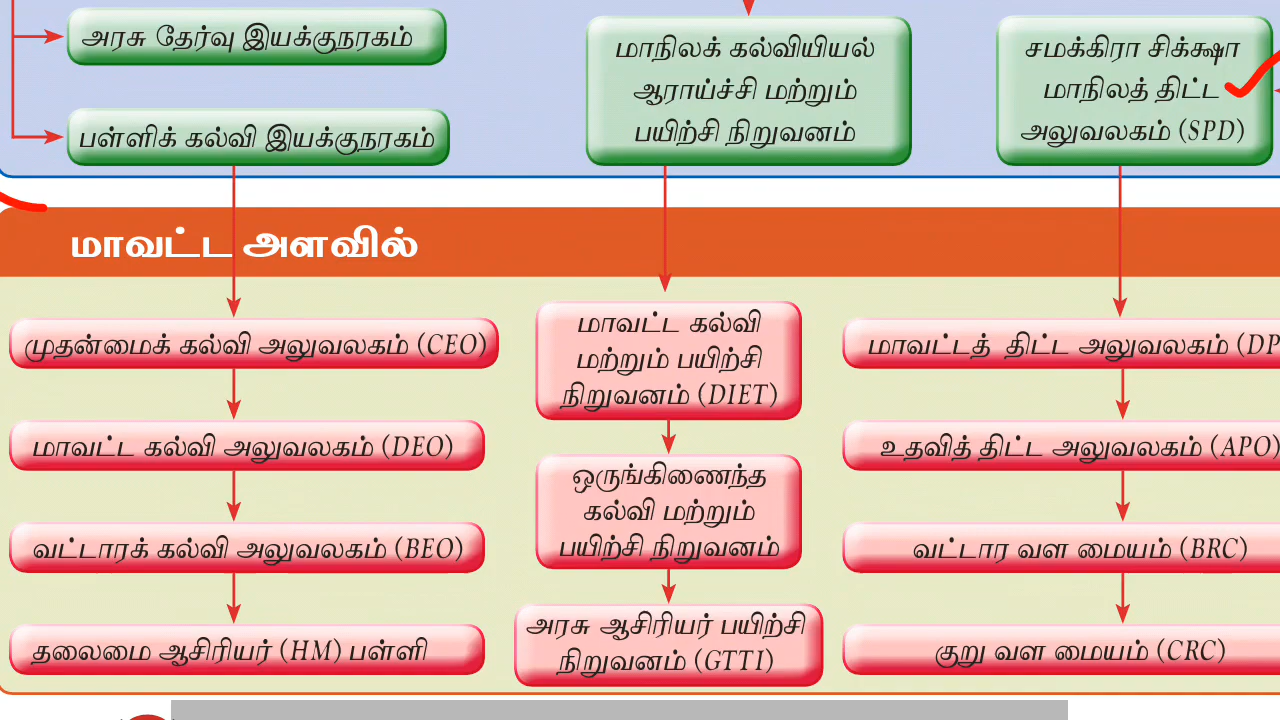 அரசு தேர்வு இயக்குநரகம்
பள்ளிக் கல்வி இயக்குநரகம்
மாநிலக் கல்வியியல்
ஆராய்ச்சி மற்றும்
பயிற்சி நிறுவனம்
சமக்கிரா சிக்க்ஷா
மாநிலத் திட்ட
அலுவலகம் (SPD)
மாவட்ட அளவில்
முதன்மைக் கல்வி அலுவலகம் (CEO)
மாவட்ட கல்வி அலுவலகம் (DEO)
வட்டாரக் கல்வி அலுவலகம் (BEO)
தலைமை ஆசிரியர் (HM) பள்ளி
மாவட்ட கல்வி
மற்றும் பயிற்சி
நிறுவனம் (DIET)
ஒருங்கிணைந்த
கல்வி மற்றும்
பயிற்சி நிறுவனம்
அரசு ஆசிரியர் பயிற்சி
நிறுவனம் (GTTI)
மாவட்டத் திட்ட அலுவலகம் (DP
உதவித் திட்ட அலுவலகம் (APO)
வட்டார வள மையம் (BRC)
குறு வள மையம் (CRC)